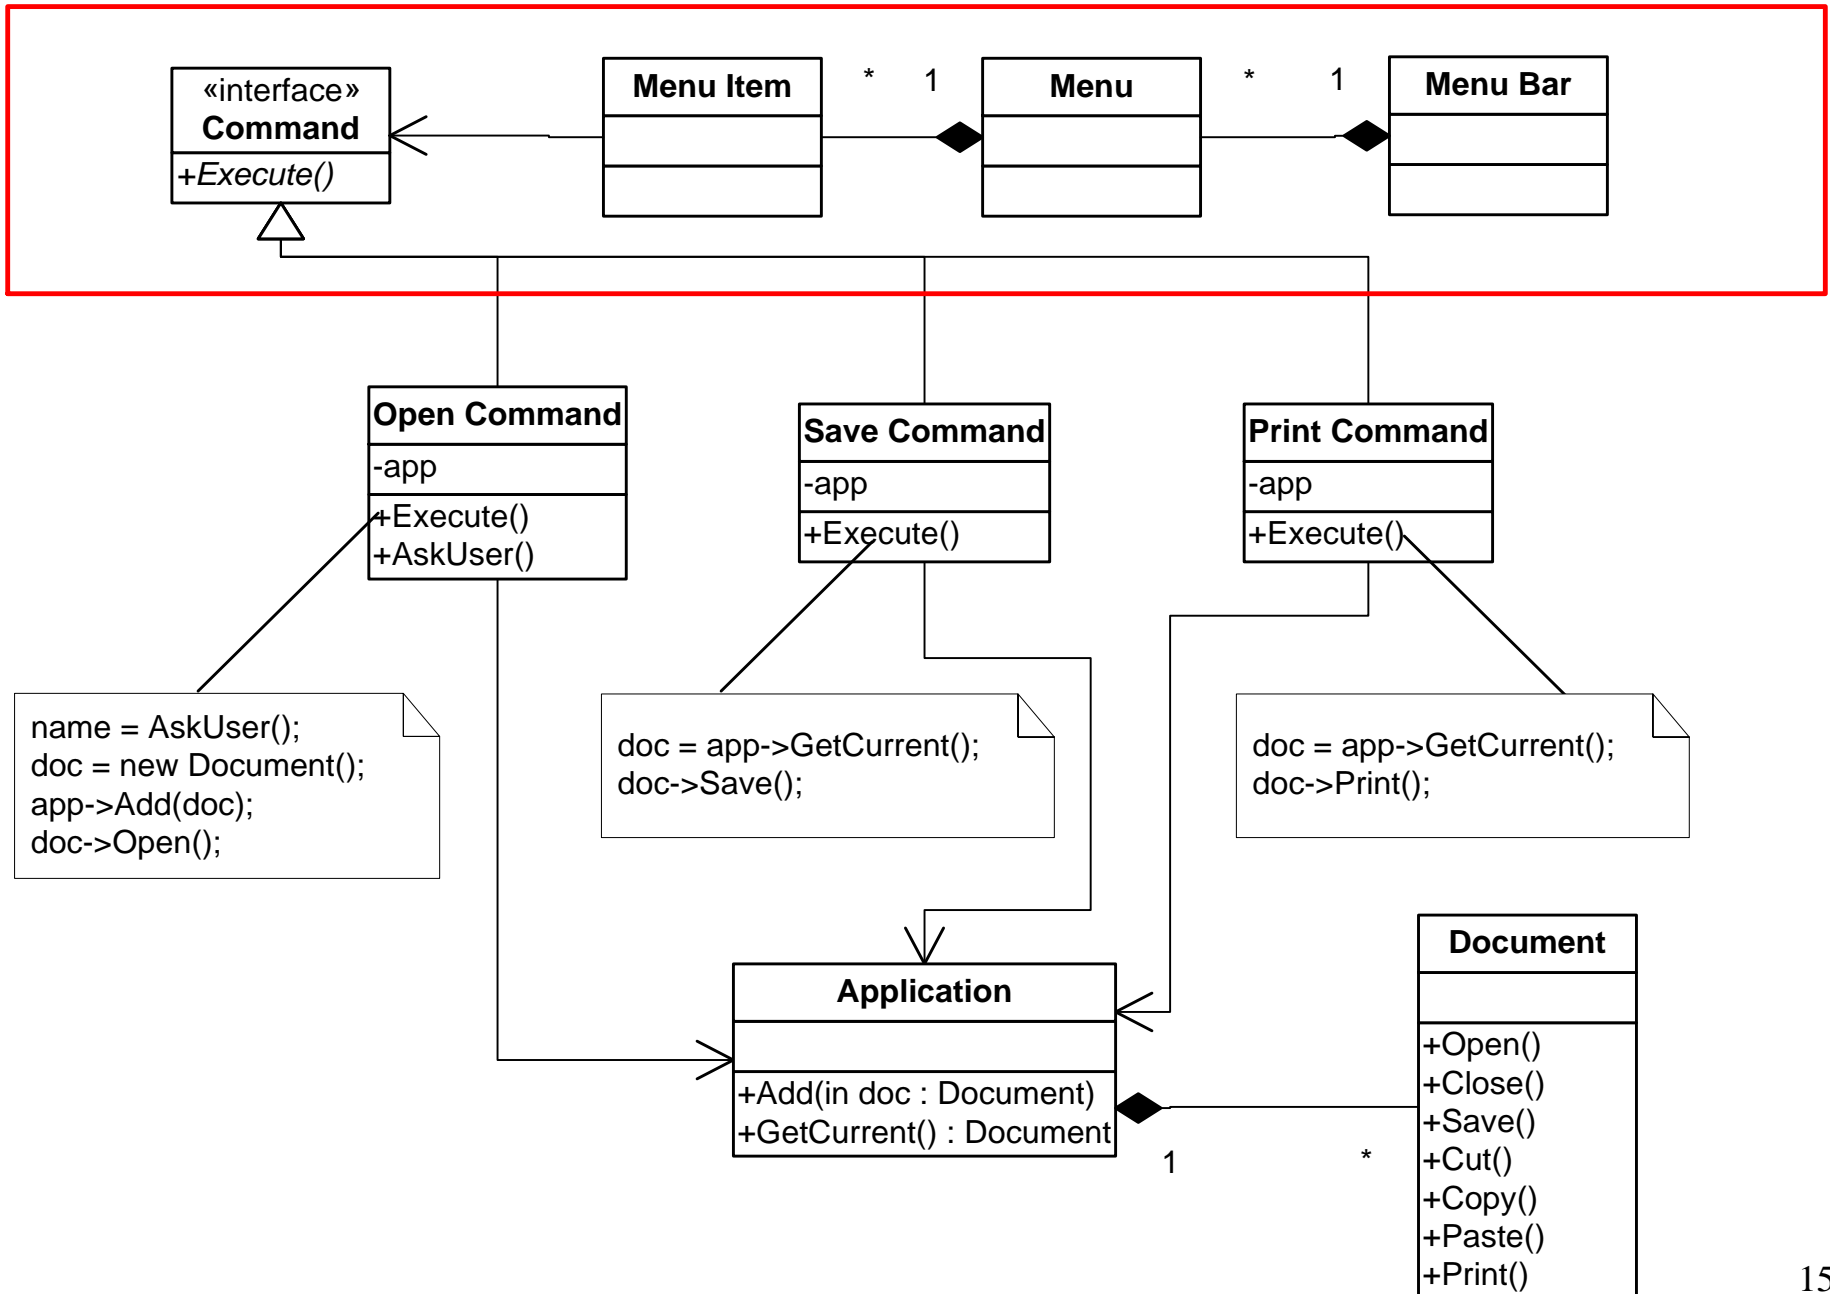 «interface»
Command
+Execute()
Menu Item
*
1
Menu
*
1
Menu Bar
Open Command
-app
+Execute()
+AskUser()
Save Command
-app
+Execute()
Print Command
-app
+Execute()
name = AskUser();
doc = new Document();
app->Add(doc);
doc->Open();
doc = app->GetCurrent();
doc->Save();
doc = app->GetCurrent();
doc->Print();
Application
+Add(in doc : Document)
+GetCurrent() : Document
1
*
Document
+Open()
+Close()
+Save()
+Cut()
+Copy()
+Paste()
+Print()
15